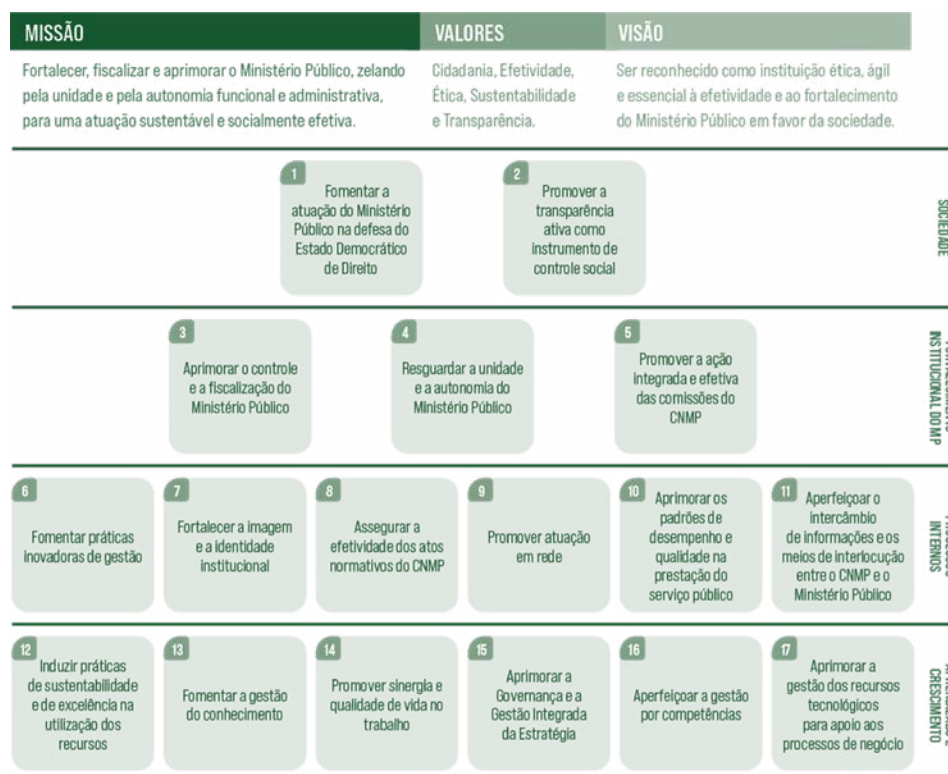 MISSÃO
Fortalecer, fiscalizar e aprimorar o Ministério Público, zelando
pela unidade e pela autonomia funcional e administrativa,
para uma atuação sustentável e socialmente efetiva.
VALORES
Cidadania, Efetividade,
Ética, Sustentabilidade
e Transparência.
VISÃO
Ser reconhecido como instituição ética, ágil
e essencial à efetividade e ao fortalecimento
do Ministério Público em favor da sociedade.
1
Fomentar a
atuação do Ministério
Público na defesa do
Estado Democrático
de Direito
2
Promover a
transparência
ativa como
instrumento de
controle social
SOCIEDADE
3
Aprimorar o controle
e a fiscalização do
Ministério Público
4
Resguardar a unidade
e a autonomia do
Ministério Público
5
Promover a ação
integrada e efetiva
das comissões do
CNMP
INSTITUCIONAL DO MP
6
Fomentar práticas
inovadoras de gestão
7
Fortalecer a imagem
e a identidade
institucional
8
Assegurar a
efetividade dos atos
normativos do CNMP
9
Promover atuação
em rede
10
Aprimorar os
padrões de
desempenho e
qualidade na
prestação do
serviço público
11
Aperfeiçoar o
intercâmbio
de informações e os
meios de interlocução
entre o CNMP e o
Ministério Público
INTERNOS
12
Induzir práticas
de sustentabilidade
e de excelência na
utilização dos
recursos
13
Fomentar a gestão
do conhecimento
14
Promover sinergia e
qualidade de vida no
trabalho
15
Aprimorar a
Governança e a
Gestão Integrada
da Estratégia
16
Aperfeiçoar a gestão
por competências
17
Aprimorar a
gestão dos recursos
tecnológicos
para apoio aos
processos de negócio
CRESCIMENTO